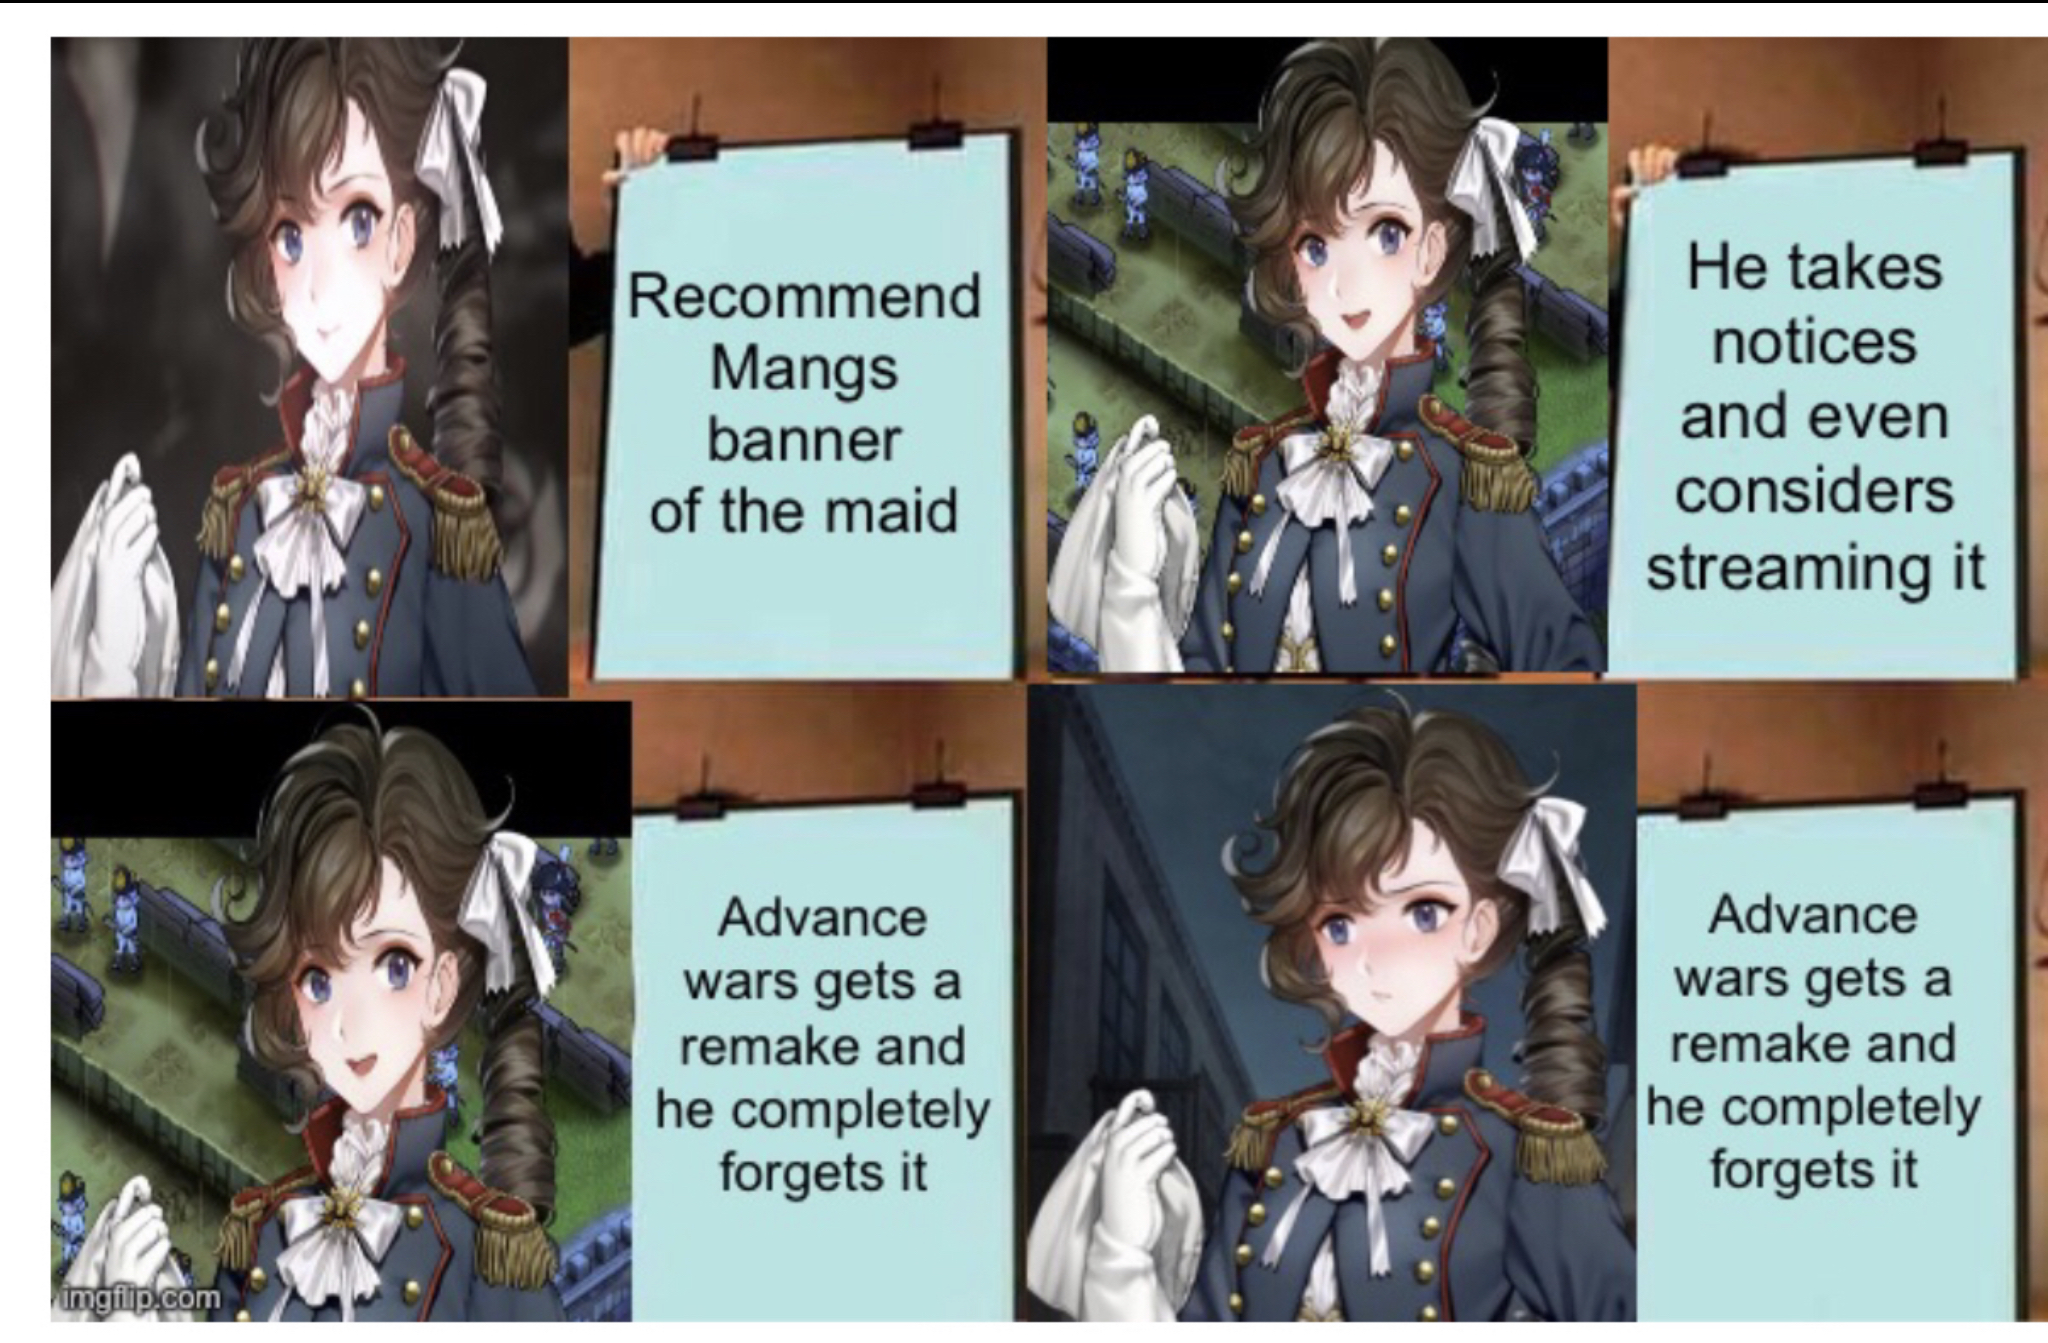 Recommend
Mangs
banner
of the maid
He takes
notices
and even
considers
streaming it
Advance
wars gets a
remake and
he completely
forgets it
Advance
wars gets a
remake and
he completely
forgets it
imgflip.com